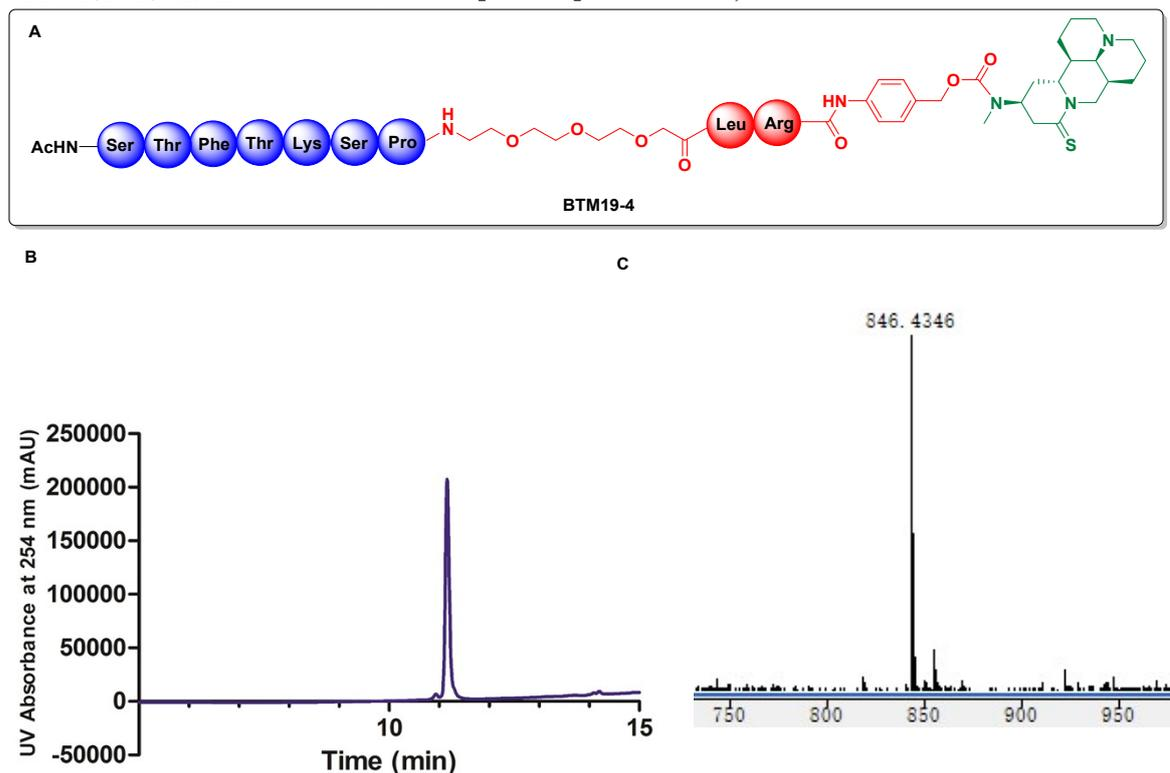 A
AcHN Ser Thr Phe Thr Lys Ser Pro H N O O O O Leu Arg HN O O O N N S N
BTM19-4
B
C
846.4346
UV Absorbance at 254 nm (mAU)
250000
200000
150000
100000
50000
0
-50000
10 15
Time (min)
750 800 850 900 950